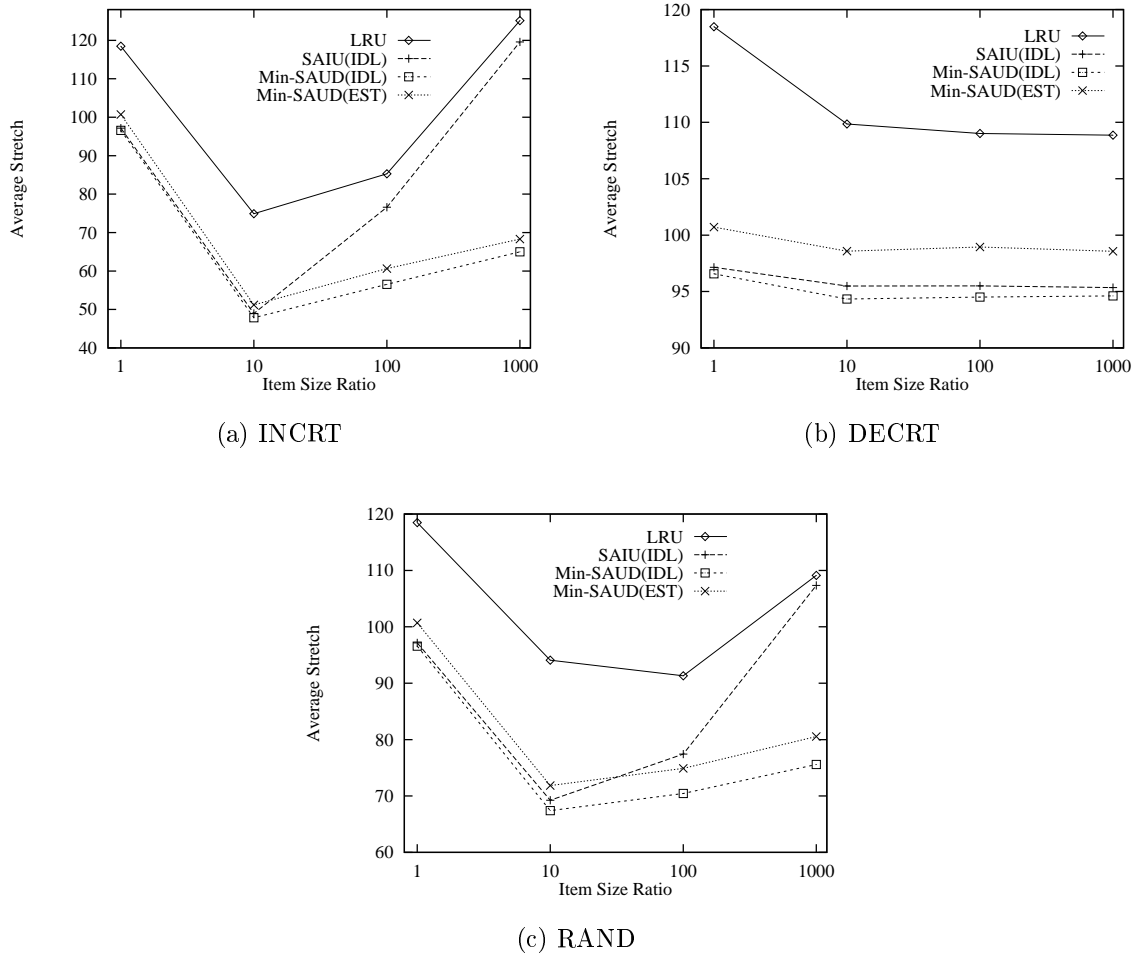 120
110
100
90
80
70
60
50
40
1 10 100 1000
Average Stretch
Item Size Ratio
LRU
SAIU(IDL)
Min-SAUD(IDL)
Min-SAUD(EST)
(a) INCRT
120
115
110
105
100
95
90
1 10 100 1000
Average Stretch
Item Size Ratio
LRU
SAIU(IDL)
Min-SAUD(IDL)
Min-SAUD(EST)
(b) DECRT
120
110
100
90
80
70
60
1 10 100 1000
Average Stretch
Item Size Ratio
LRU
SAIU(IDL)
Min-SAUD(IDL)
Min-SAUD(EST)
(c) RAND